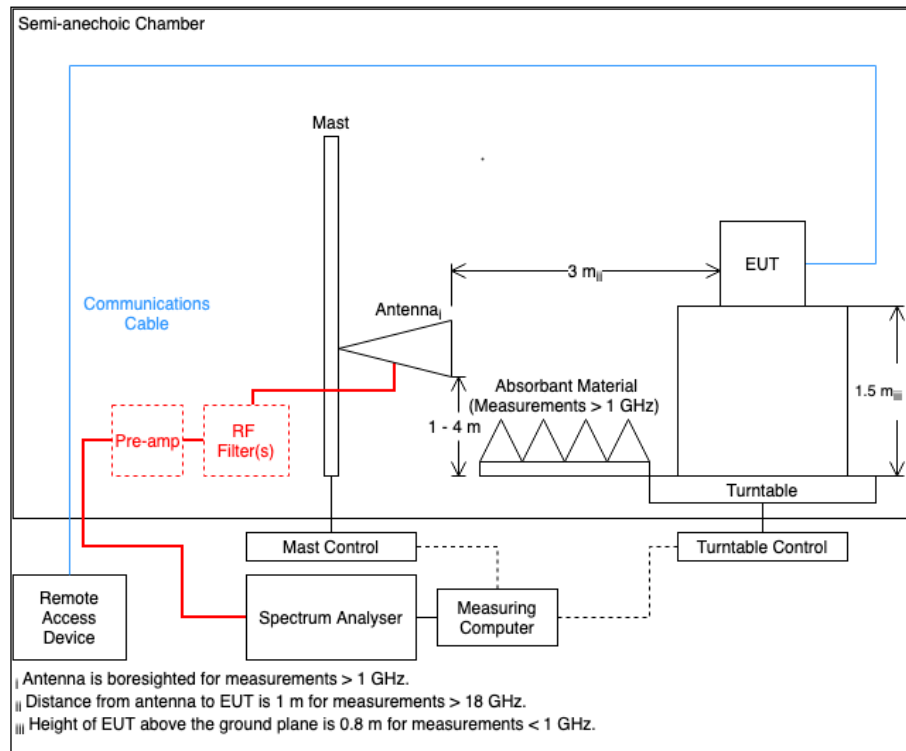 Semi-anechoic Chamber
Mast
3 mii
EUT
Communications
Cable
Antennai
Absorbant Material
(Measurements > 1 GHz)
1.5 miii
1 - 4 m
Pre-amp
RF
Filter(s)
Turntable
Mast Control
Turntable Control
Remote
Access
Device
Spectrum Analyser
Measuring
Computer
i Antenna is boresighted for measurements > 1 GHz.
ii Distance from antenna to EUT is 1 m for measurements > 18 GHz.
iii Height of EUT above the ground plane is 0.8 m for measurements < 1 GHz.